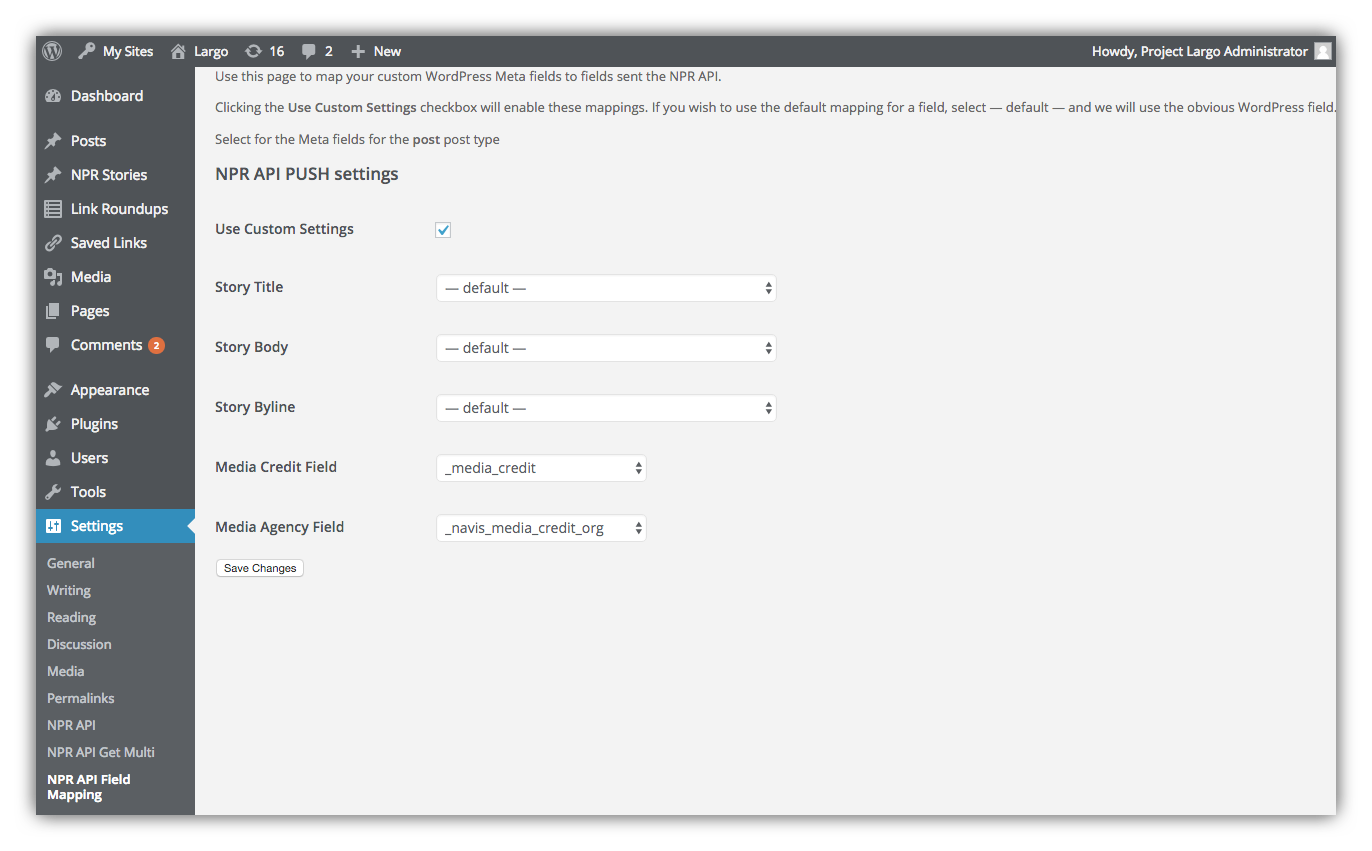 My Sites
Largo
16
2
New
Howdy, Project Largo Administrator
Dashboard
Posts
NPR Stories
Link Roundups
Saved Links
Media
Pages
Comments 2
Appearance
Plugins
Users
Tools
Settings
General
Writing
Reading
Discussion
Media
Permalinks
NPR API
NPR API Get Multi
NPR API Field
Mapping
Use this page to map your custom WordPress Meta fields to fields sent the NPR API.
Clicking the Use Custom Settings checkbox will enable these mappings. If you wish to use the default mapping for a field, select — default — and we will use the obvious WordPress field.
Select for the Meta fields for the post post type
NPR API PUSH settings
Use Custom Settings
Story Title
— default —
Story Body
— default —
Story Byline
— default —
Media Credit Field
_media_credit
Media Agency Field
_navis_media_credit_org
Save Changes